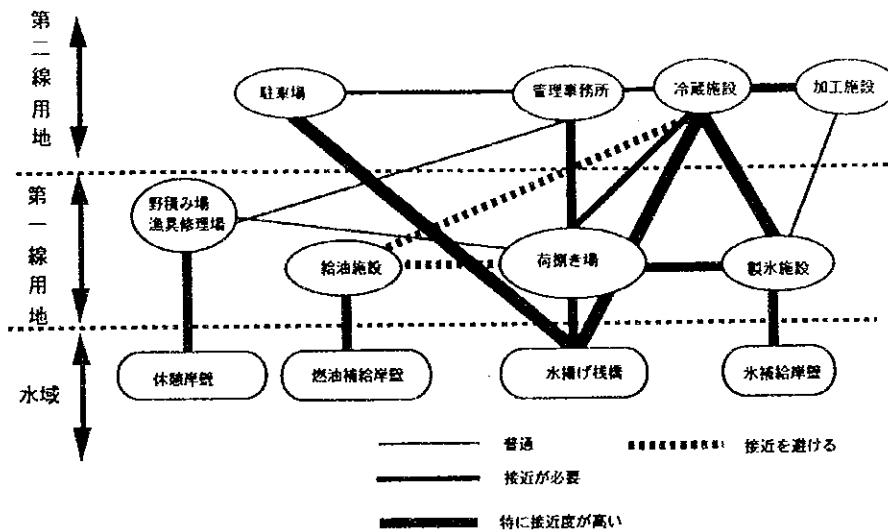 第二線用地
駐車場
管理事務所
冷蔵施設
加工施設
第一線用地
野積み場
漁具修理場
給油施設
荷捌き場
製氷施設
水域
休憩岸壁
燃油補給岸壁
水揚げ桟橋
氷補給岸壁
普通
接近を避ける
接近が必要
特に接近度が高い